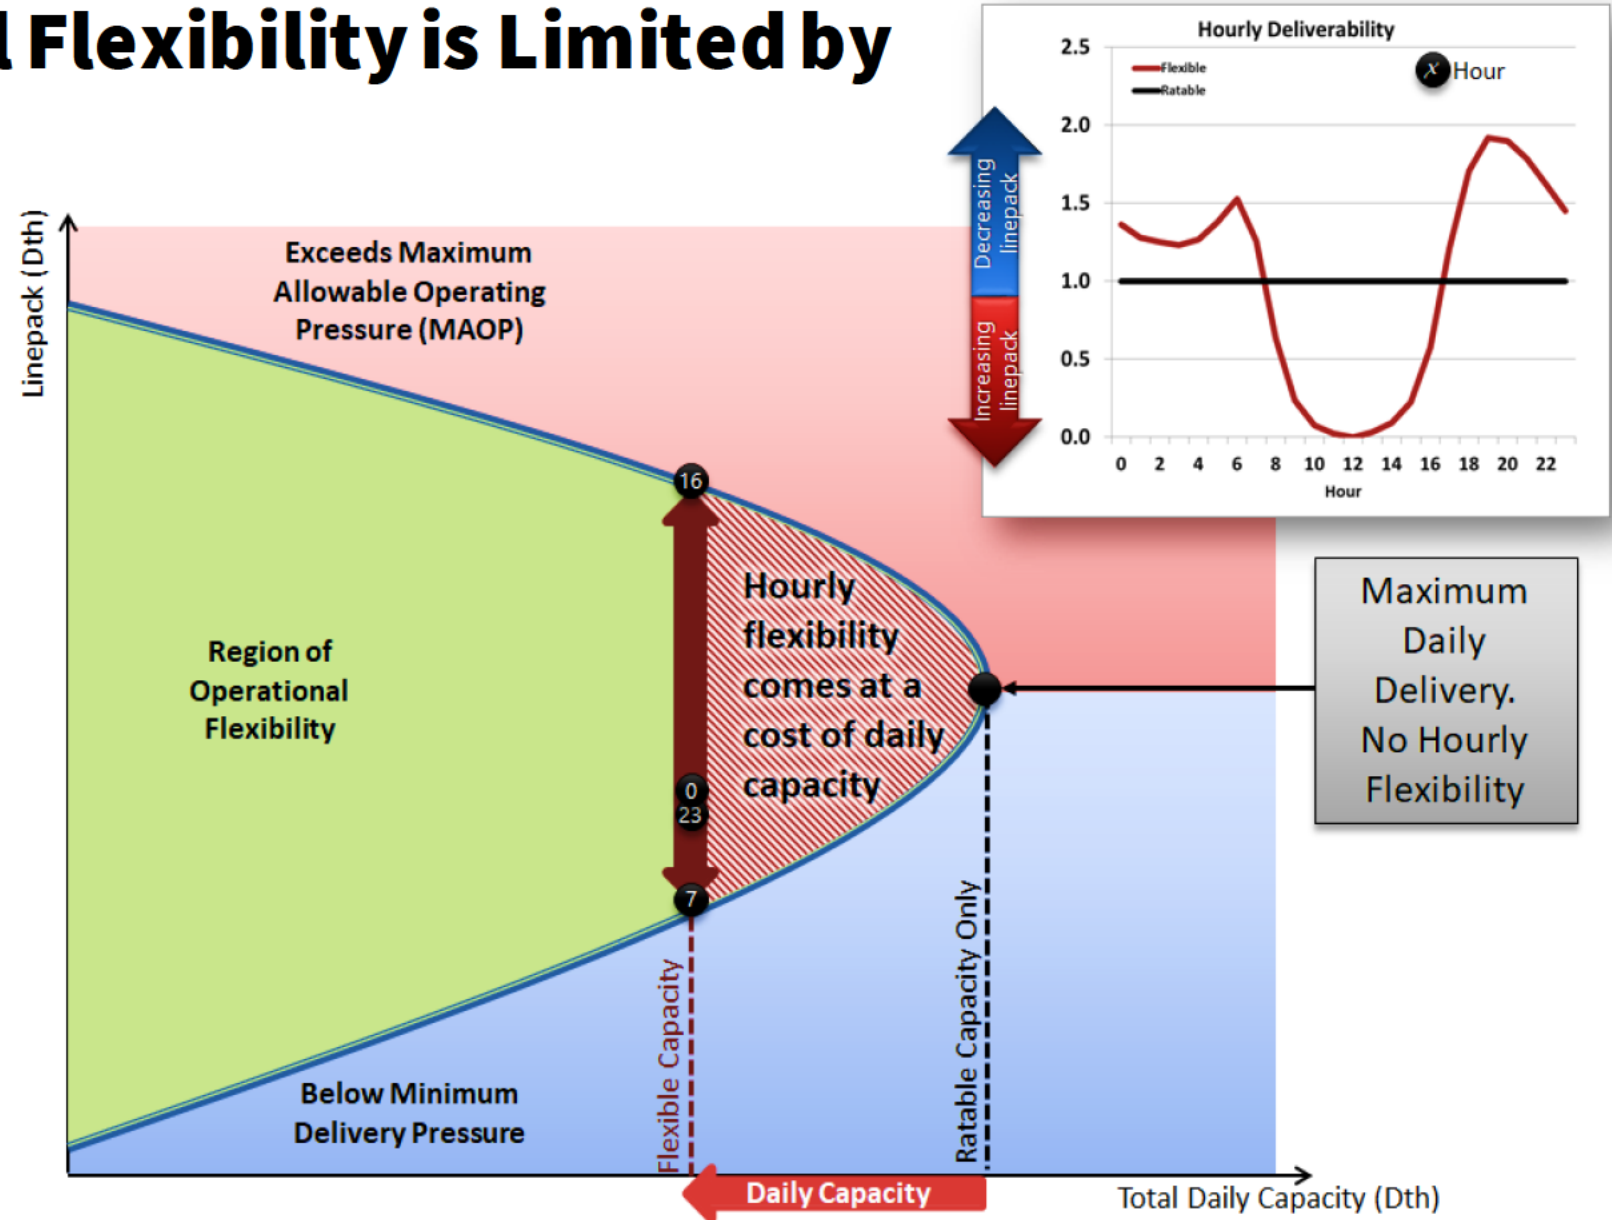 l Flexibility is Limited by
Hourly Deliverability
2.5
Flexible
Ratable
x Hour
2.0
1.5
1.0
0.5
0.0
0 2 4 6 8 10 12 14 16 18 20 22
Hour
Decreasing
linepack
Increasing
linepack
Linepack (Dth)
Exceeds Maximum
Allowable Operating
Pressure (MAOP)
16
Hourly
flexibility
comes at a
cost of daily
capacity
Region of
Operational
Flexibility
0
23
7
Maximum
Daily
Delivery.
No Hourly
Flexibility
Below Minimum
Delivery Pressure
Flexible Capacity
Ratable Capacity Only
Daily Capacity
Total Daily Capacity (Dth)